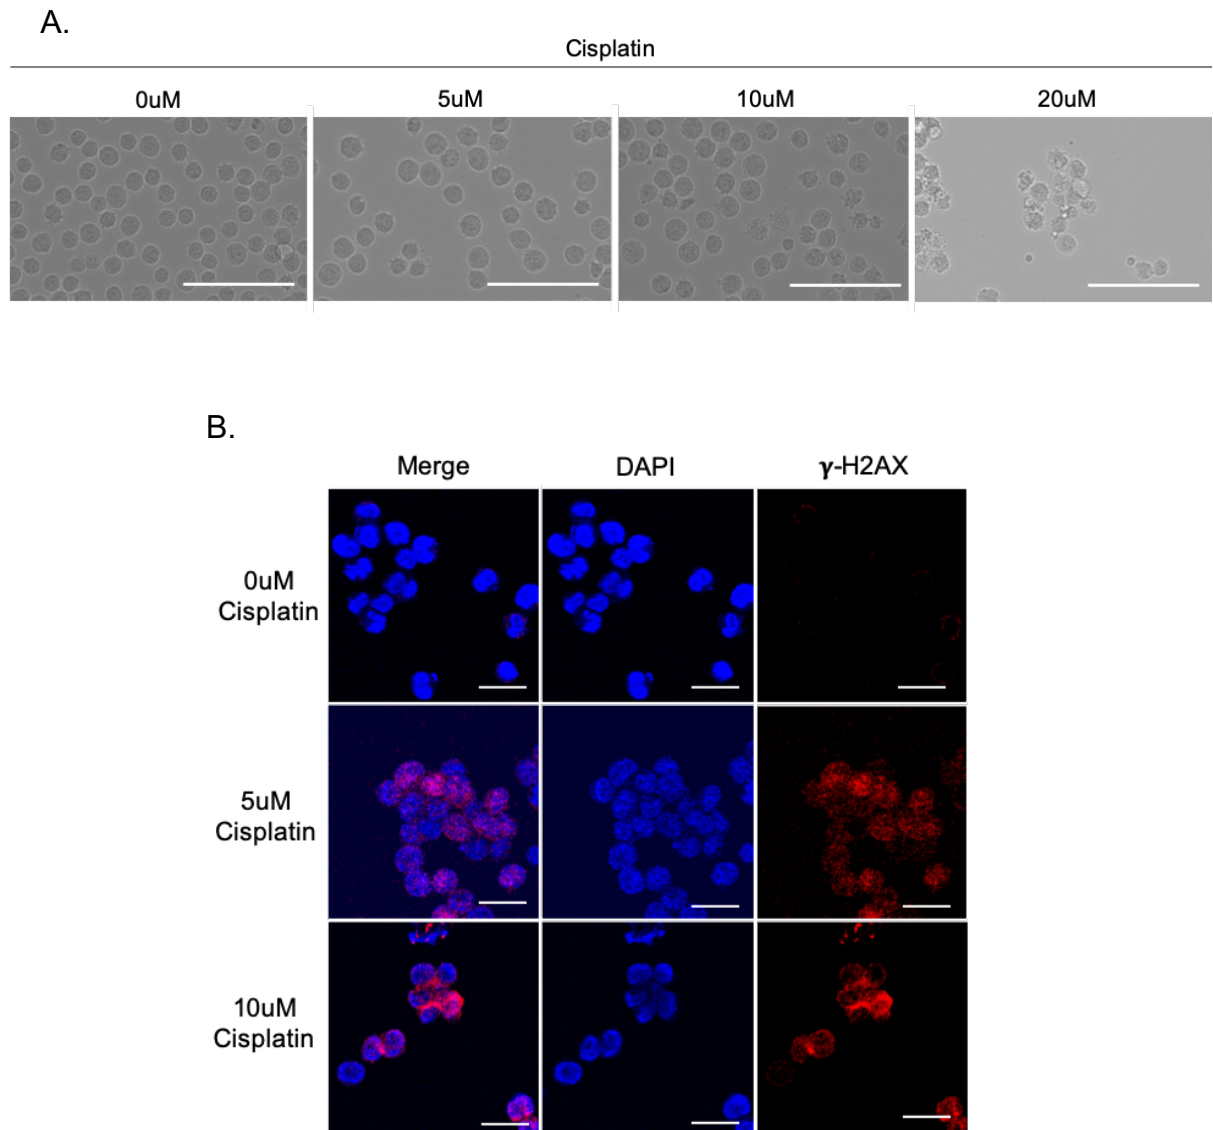 A.
Cisplatin
0uM 5uM 10uM 20uM
B.
Merge DAPI γ-H2AX
0uM
Cisplatin
5uM
Cisplatin
10uM
Cisplatin